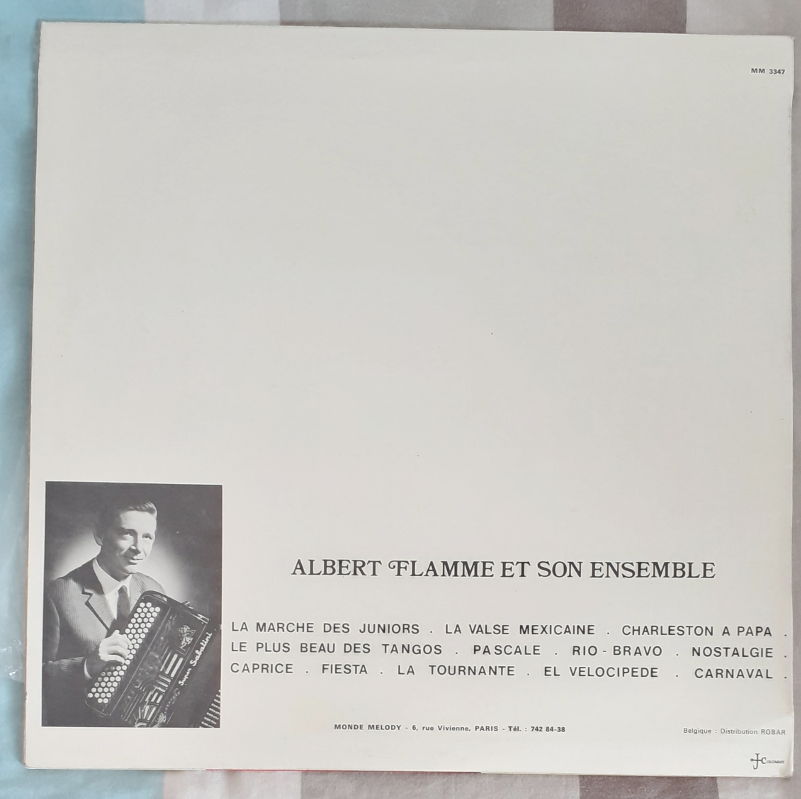 MM 3347
ALBERT FLAMME ET SON ENSEMBLE
LA MARCHE DES JUNIORS . LA VALSE MEXICAINE . CHARLESTON A PAPA .
LE PLUS BEAU DES TANGOS . PASCALE . RIO - BRAVO . NOSTALGIE .
CAPRICE . FIESTA . LA TOURNANTE . EL VELOCIPEDE . CARNAVAL .
MONDE MELODY - 6, rue Vivienne, PARIS - Tél. : 742 84-38
Belgique : Distribution ROBAR